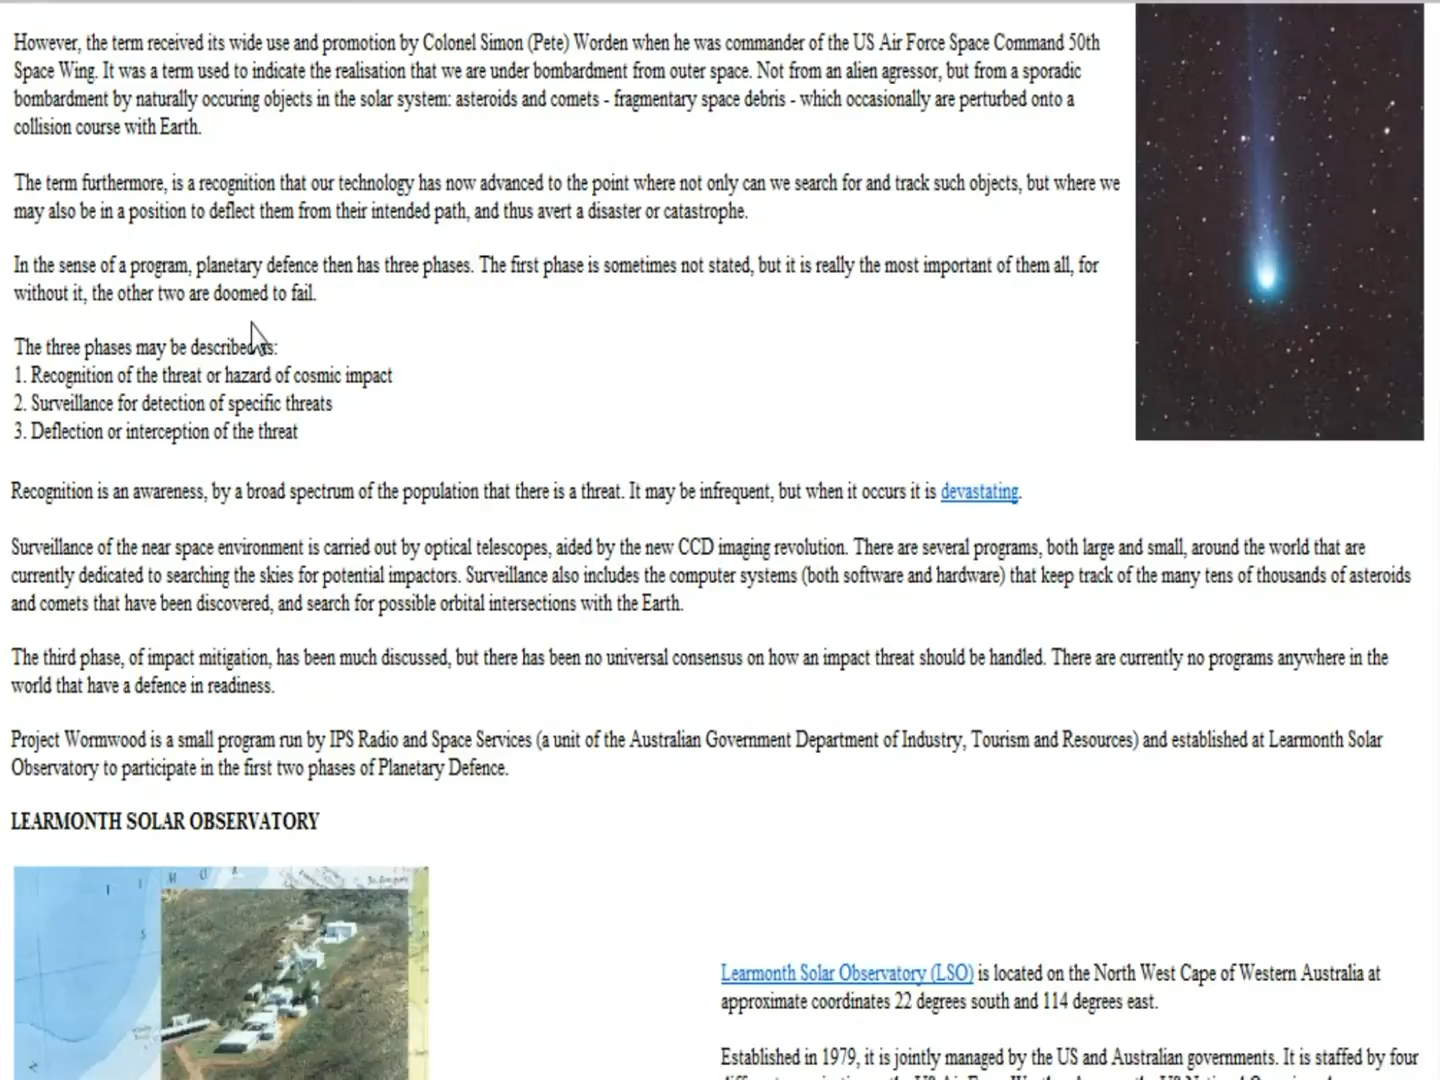 However, the term received its wide use and promotion by Colonel Simon (Pete) Worden when he was commander of the US Air Force Space Command 50th
Space Wing. It was a term used to indicate the realisation that we are under bombardment from outer space. Not from an alien agressor, but from a sporadic
bombardment by naturally occuring objects in the solar system: asteroids and comets - fragmentary space debris - which occasionally are perturbed onto a
collision course with Earth.
The term furthermore, is a recognition that our technology has now advanced to the point where not only can we search for and track such objects, but where we
may also be in a position to deflect them from their intended path, and thus avert a disaster or catastrophe.
In the sense of a program, planetary defence then has three phases. The first phase is sometimes not stated, but it is really the most important of them all, for
without it, the other two are doomed to fail.
The three phases may be described as:
1. Recognition of the threat or hazard of cosmic impact
2. Surveillance for detection of specific threats
3. Deflection or interception of the threat
Recognition is an awareness, by a broad spectrum of the population that there is a threat. It may be infrequent, but when it occurs it is devastating.
Surveillance of the near space environment is carried out by optical telescopes, aided by the new CCD imaging revolution. There are several programs, both large and small, around the world that are
currently dedicated to searching the skies for potential impactors. Surveillance also includes the computer systems (both software and hardware) that keep track of the many tens of thousands of asteroids
and comets that have been discovered, and search for possible orbital intersections with the Earth.
The third phase, of impact mitigation, has been much discussed, but there has been no universal consensus on how an impact threat should be handled. There are currently no programs anywhere in the
world that have a defence in readiness.
Project Wormwood is a small program run by IPS Radio and Space Services (a unit of the Australian Government Department of Industry, Tourism and Resources) and established at Learmonth Solar
Observatory to participate in the first two phases of Planetary Defence.
LEARMONTH SOLAR OBSERVATORY
Learmonth Solar Observatory (LSO) is located on the North West Cape of Western Australia at
approximate coordinates 22 degrees south and 114 degrees east.
Established in 1979, it is jointly managed by the US and Australian governments. It is staffed by four